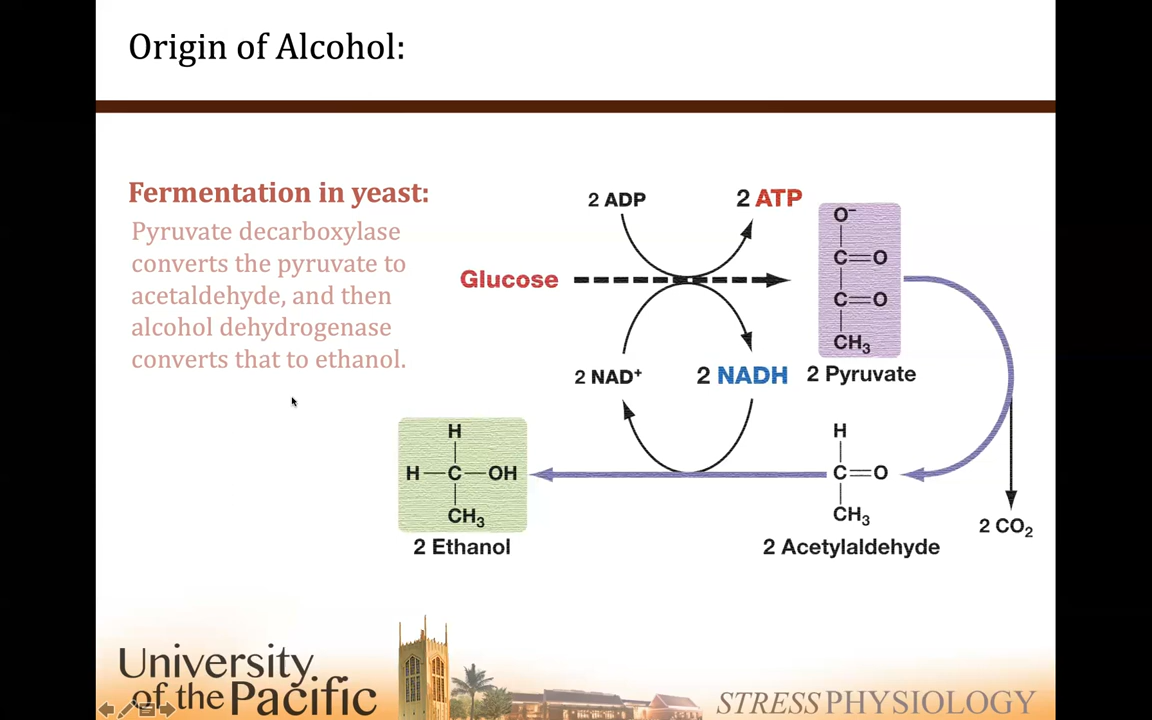 Origin of Alcohol:
Fermentation in yeast:
Pyruvate decarboxylase
converts the pyruvate to
acetaldehyde, and then
alcohol dehydrogenase
converts that to ethanol.
2 ADP
2 ATP
Glucose
O⁻
C=O
C=O
CH₃
2 NAD⁺
2 NADH
2 Pyruvate
H
H—C—OH
CH₃
2 Ethanol
H
C=O
CH₃
2 Acetylaldehyde
2 CO₂
University
of the Pacific
STRESS PHYSIOLOGY